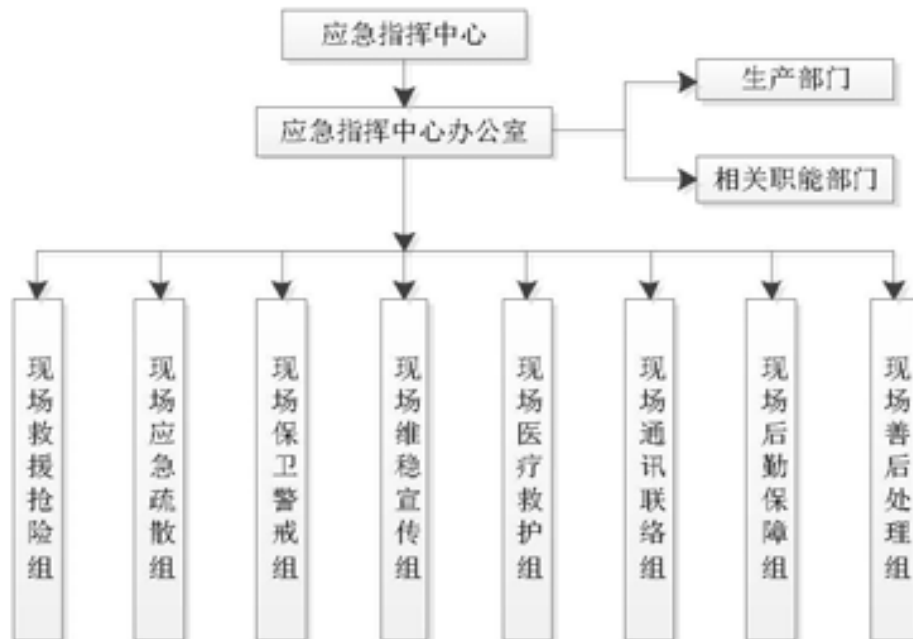 应急指挥中心
生产部门
应急指挥中心办公室
相关职能部门
现场救援抢险组
现场应急疏散组
现场保卫警戒组
现场维稳宣传组
现场医疗救护组
现场通讯联络组
现场后勤保障组
现场善后处理组